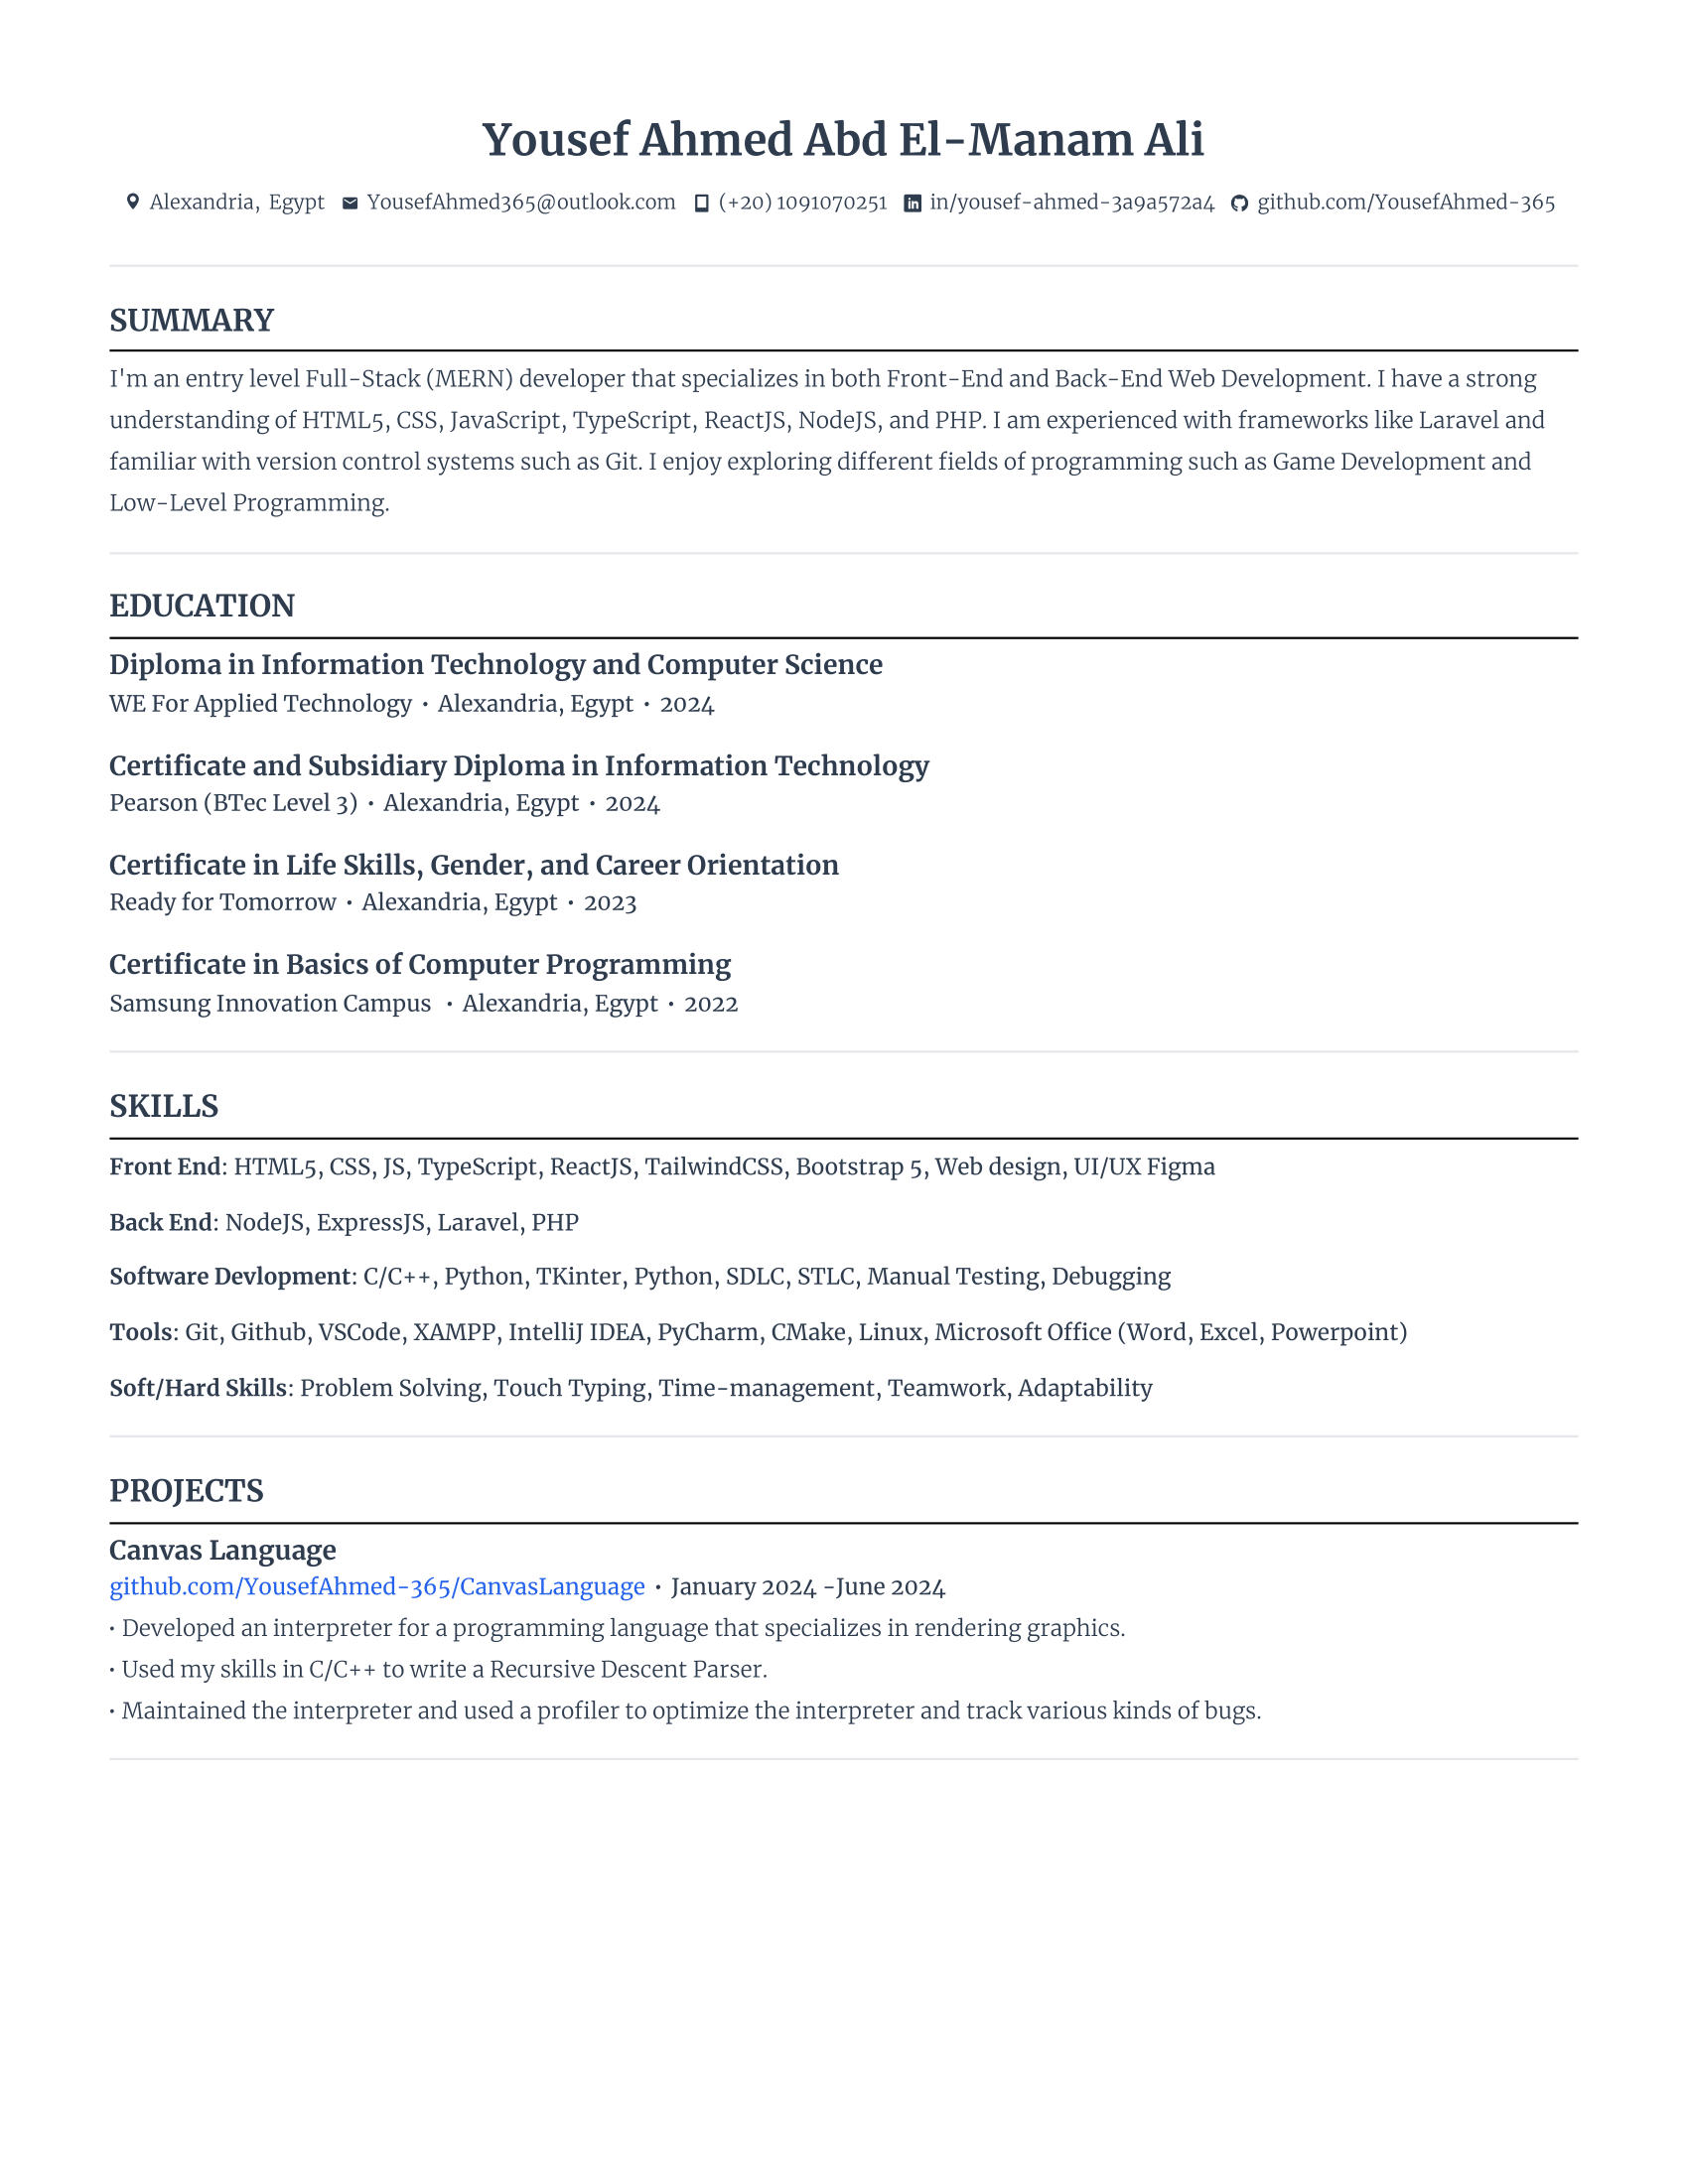 Yousef Ahmed Abd El-Manam Ali
Alexandria, Egypt YousefAhmed365@outlook.com (+20) 1091070251 in/yousef-ahmed-3a9a572a4 github.com/YousefAhmed-365
SUMMARY
I'm an entry level Full-Stack (MERN) developer that specializes in both Front-End and Back-End Web Development. I have a strong
understanding of HTML5, CSS, JavaScript, TypeScript, ReactJS, NodeJS, and PHP. I am experienced with frameworks like Laravel and
familiar with version control systems such as Git. I enjoy exploring different fields of programming such as Game Development and
Low-Level Programming.
EDUCATION
Diploma in Information Technology and Computer Science
WE For Applied Technology • Alexandria, Egypt • 2024
Certificate and Subsidiary Diploma in Information Technology
Pearson (BTec Level 3) • Alexandria, Egypt • 2024
Certificate in Life Skills, Gender, and Career Orientation
Ready for Tomorrow • Alexandria, Egypt • 2023
Certificate in Basics of Computer Programming
Samsung Innovation Campus • Alexandria, Egypt • 2022
SKILLS
Front End: HTML5, CSS, JS, TypeScript, ReactJS, TailwindCSS, Bootstrap 5, Web design, UI/UX Figma
Back End: NodeJS, ExpressJS, Laravel, PHP
Software Devlopment: C/C++, Python, TKinter, Python, SDLC, STLC, Manual Testing, Debugging
Tools: Git, Github, VSCode, XAMPP, IntelliJ IDEA, PyCharm, CMake, Linux, Microsoft Office (Word, Excel, Powerpoint)
Soft/Hard Skills: Problem Solving, Touch Typing, Time-management, Teamwork, Adaptability
PROJECTS
Canvas Language
github.com/YousefAhmed-365/CanvasLanguage • January 2024 -June 2024
• Developed an interpreter for a programming language that specializes in rendering graphics.
• Used my skills in C/C++ to write a Recursive Descent Parser.
• Maintained the interpreter and used a profiler to optimize the interpreter and track various kinds of bugs.